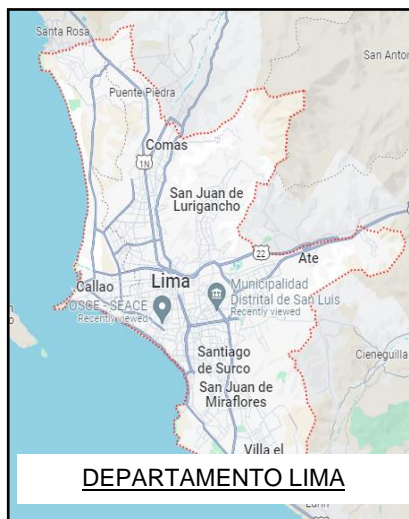 Santa Rosa
San Anton
Puente Piedra
Comas
1N
San Juan de
Lurigancho
22
Ate
Callao
Lima
Municipalidad
Distrital de San Luis
Recently viewed
OSCE - SEACE
Recently viewed
Cieneguilla
Santiago
de Surco
San Juan de
Miraflores
Villa el
DEPARTAMENTO LIMA
Lurín